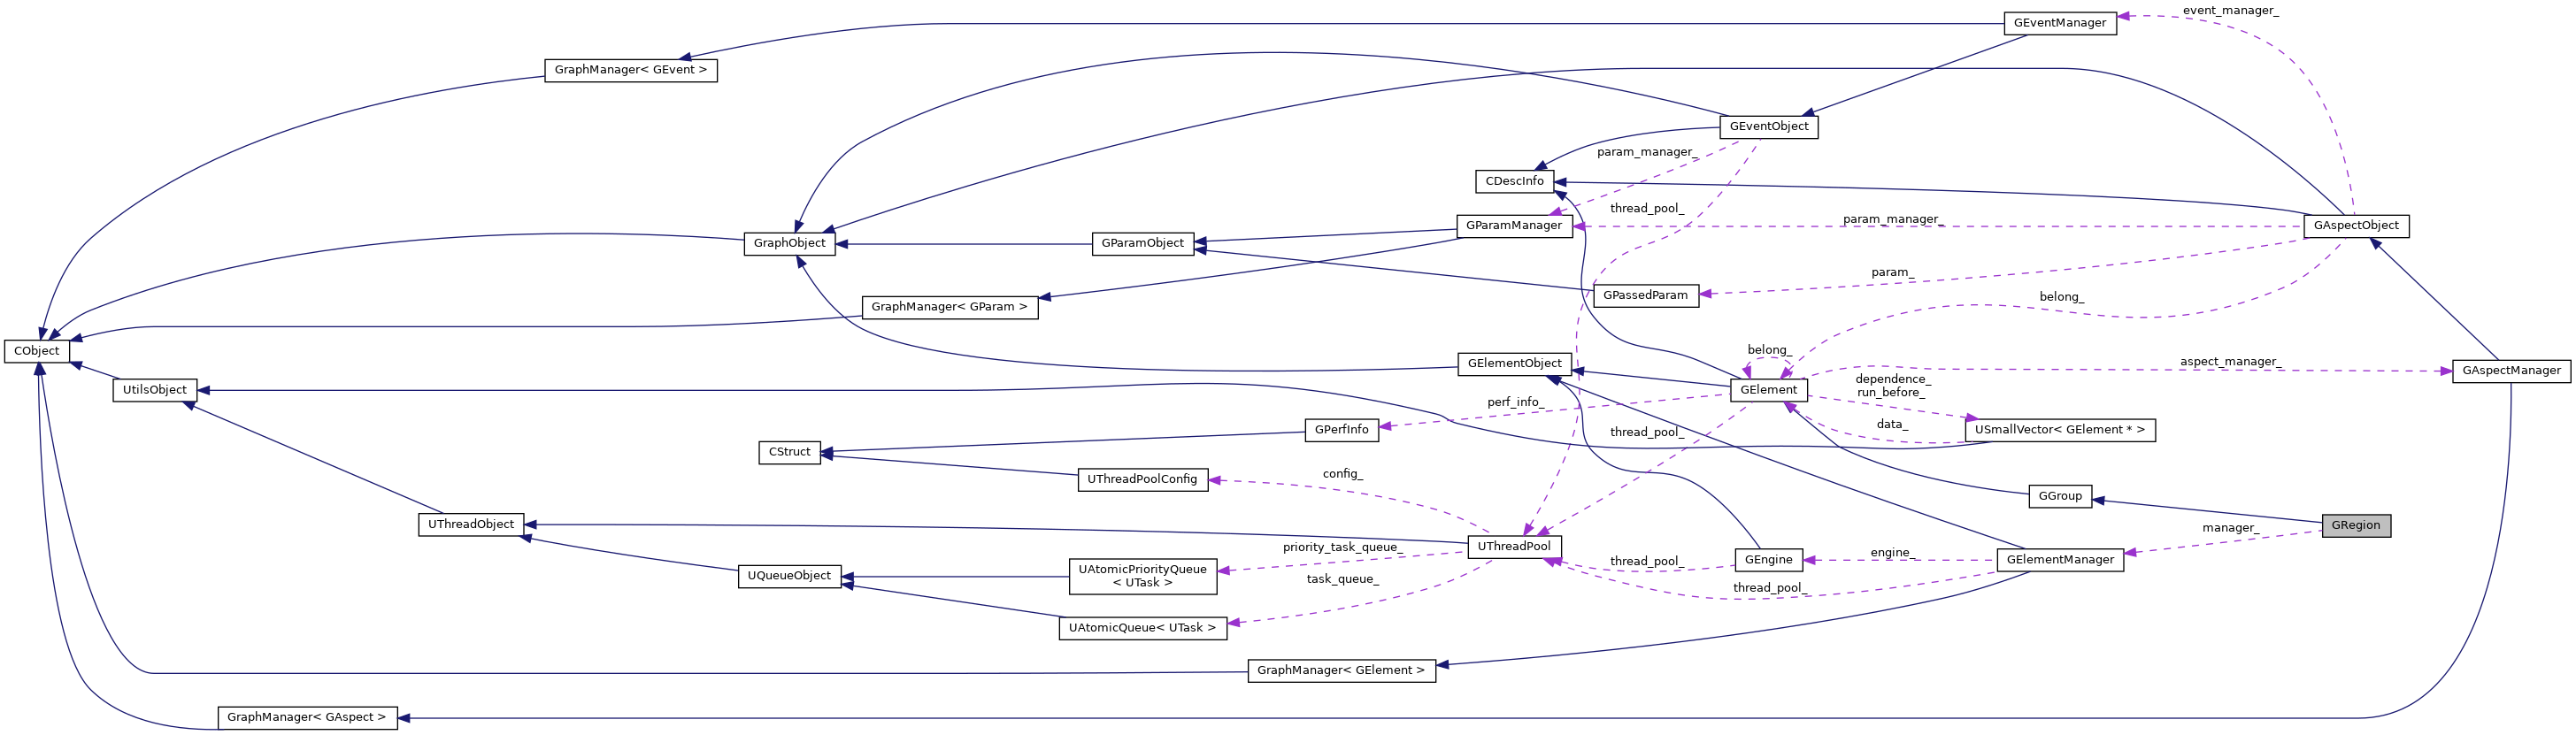 event_manager_
GEventManager
GraphManager< GEvent >
GEventObject
param_manager_
CDescInfo
thread_pool_
param_manager_
GParamManager
GAspectObject
GraphObject
GParamObject
param_
GPassedParam
belong_
GraphManager< GParam >
CObject
belong_
GElementObject
aspect_manager_
GAspectManager
UtilsObject
GElement
dependence_
run_before_
perf_info_
data_
GPerfInfo
thread_pool_
USmallVector< GElement * >
CStruct
config_
UThreadPoolConfig
GGroup
UThreadObject
GRegion
manager_
UThreadPool
priority_task_queue_
engine_
thread_pool_
GEngine
GElementManager
UAtomicPriorityQueue
< UTask >
UQueueObject
task_queue_
thread_pool_
UAtomicQueue< UTask >
GraphManager< GElement >
GraphManager< GAspect >